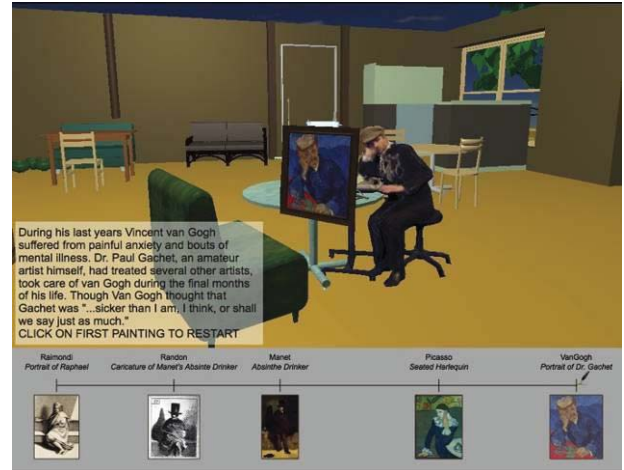 During his last years Vincent van Gogh
suffered from painful anxiety and bouts of
mental illness. Dr. Paul Gachet, an amateur
artist himself, had treated several other artists,
took care of van Gogh during the final months
of his life. Though Van Gogh thought that
Gachet was "...sicker than I am, I think, or shall
we say just as much."
CLICK ON FIRST PAINTING TO RESTART
Raimondi
Portrait of Raphael
Randon
Caricature of Manet's Absinte Drinker
Manet
Absinthe Drinker
Picasso
Seated Harlequin
VanGogh
Portrait of Dr. Gachet